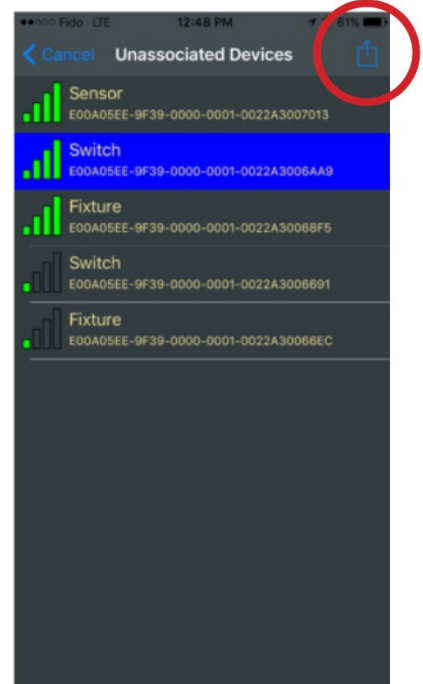 Fido LTE 12:48 PM 81%
Cancel Unassociated Devices
Sensor
E00A05EE-9F39-0000-0001-0022A3007013
Switch
E00A05EE-9F39-0000-0001-0022A3006AA9
Fixture
E00A05EE-9F39-0000-0001-0022A30068F5
Switch
E00A05EE-9F39-0000-0001-0022A3006691
Fixture
E00A05EE-9F39-0000-0001-0022A30066EC